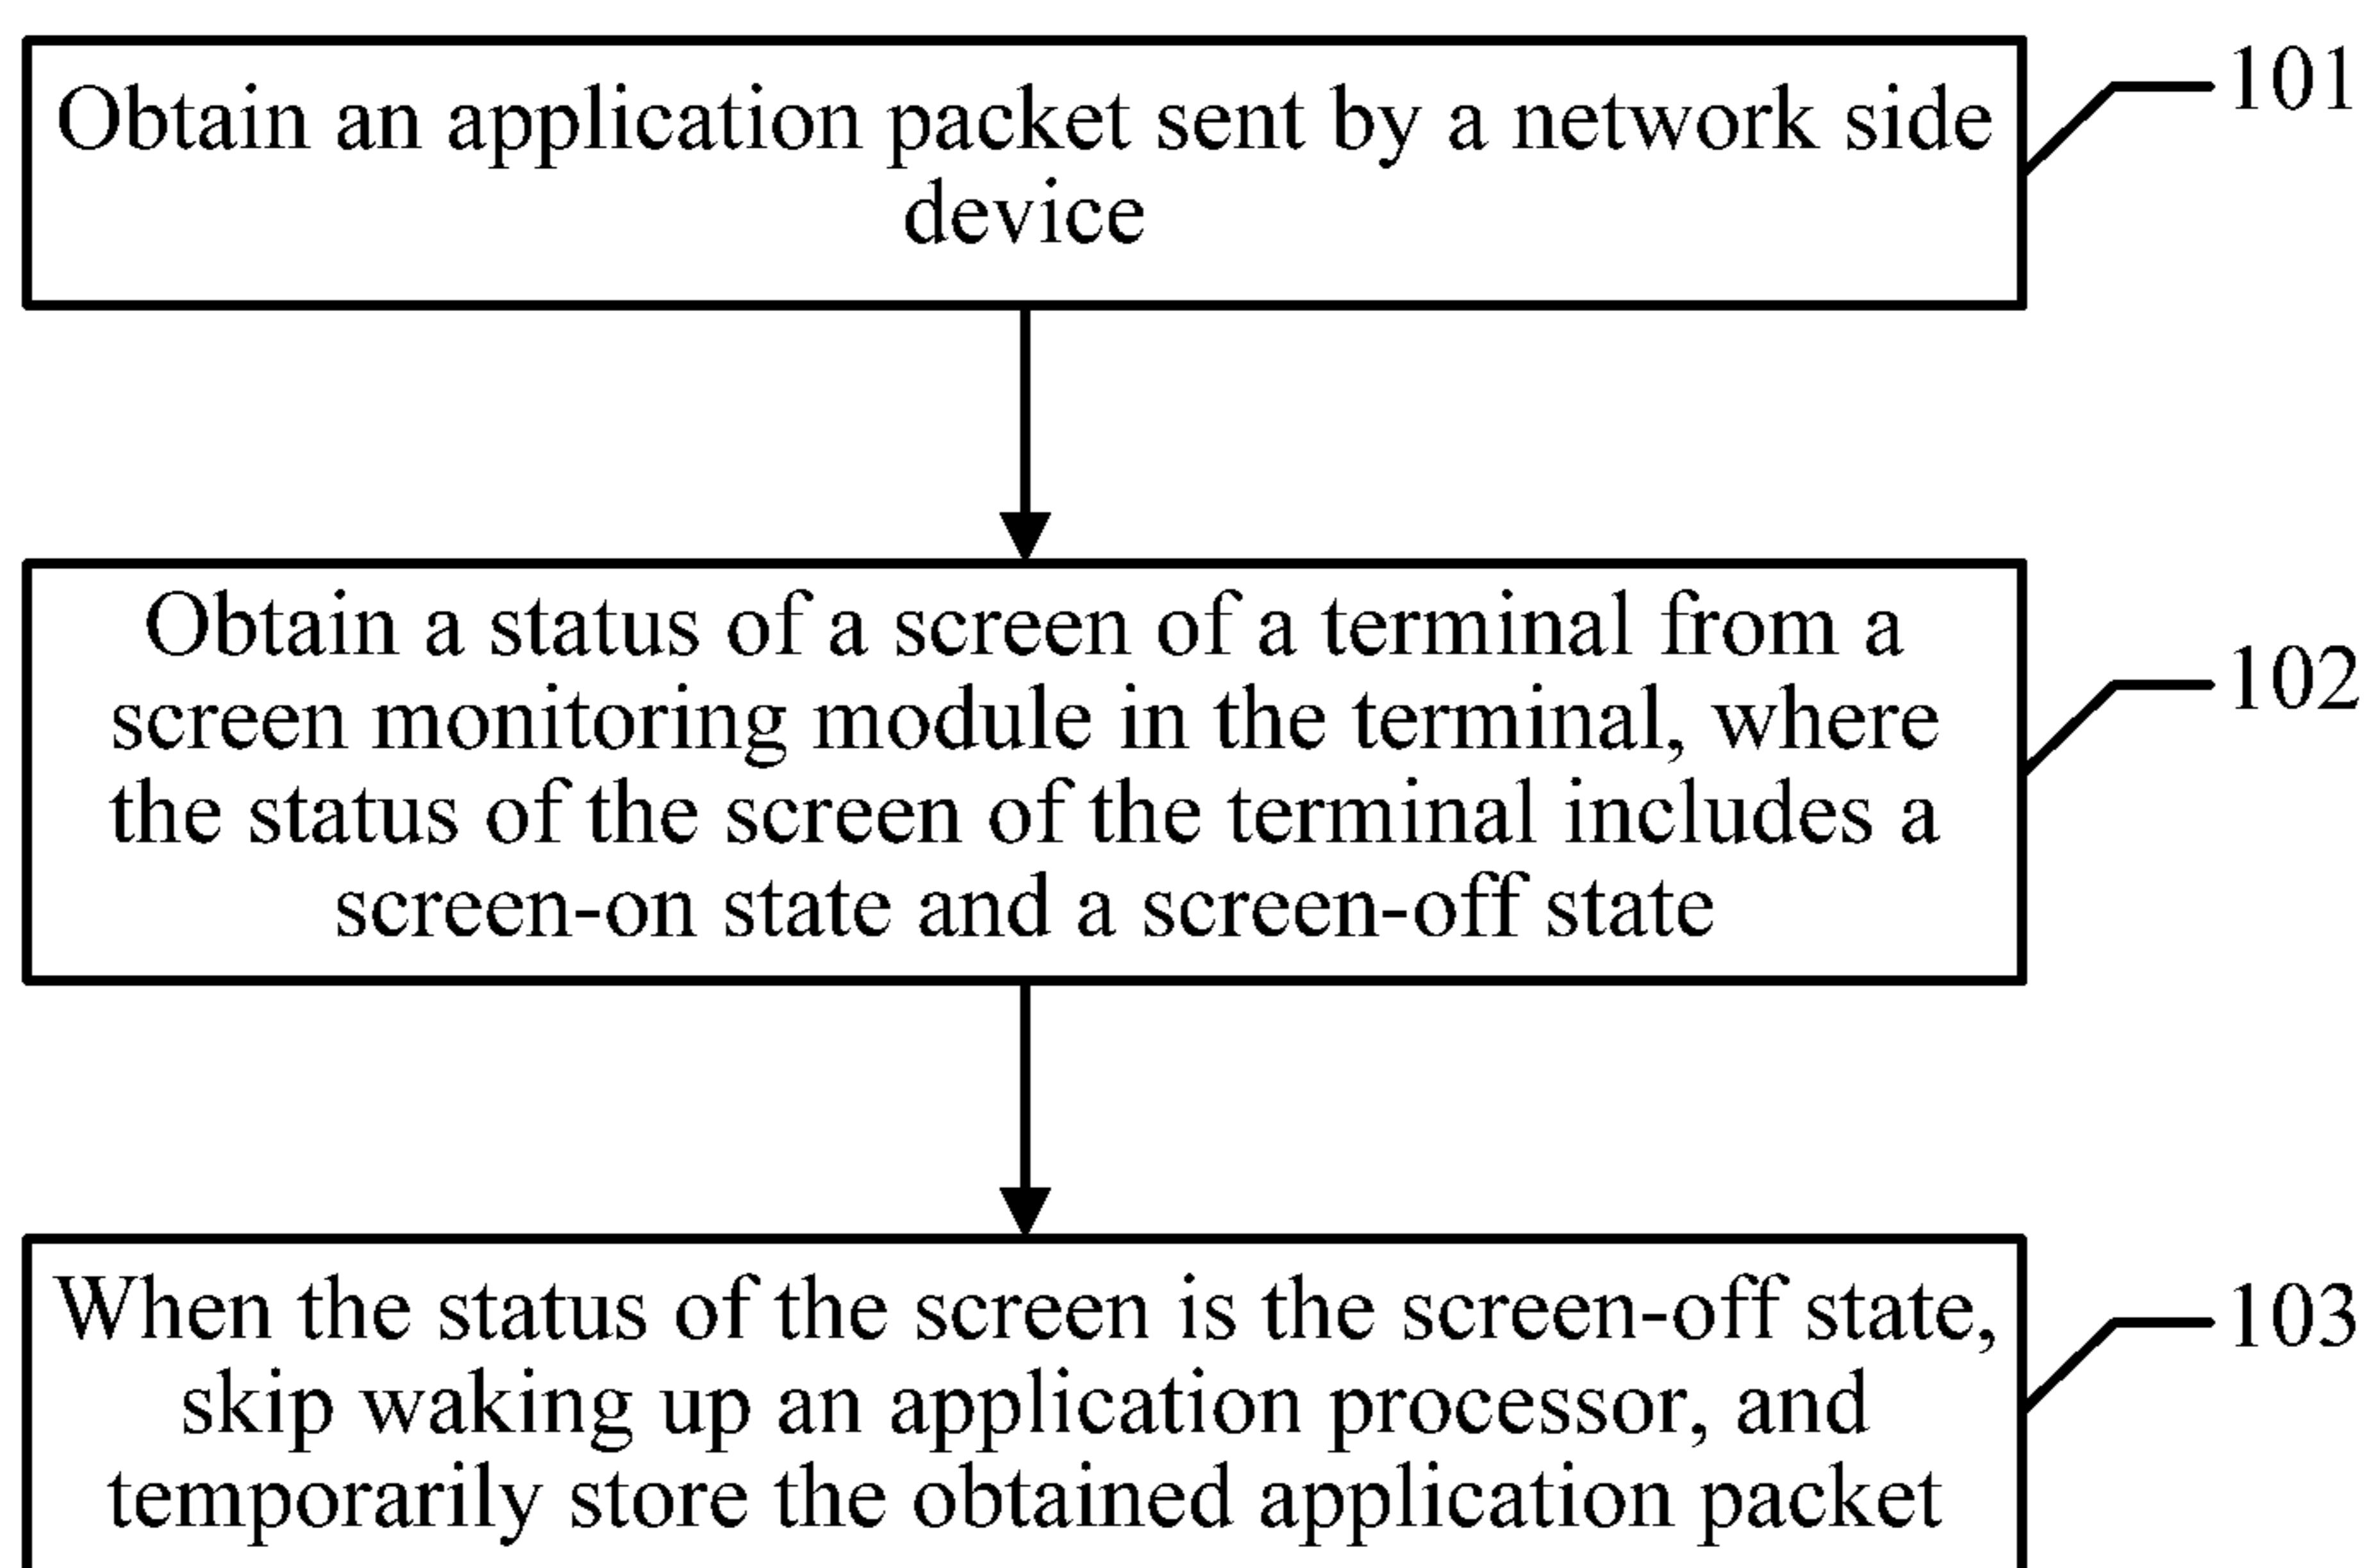 Obtain an application packet sent by a network side
device
101
Obtain a status of a screen of a terminal from a
screen monitoring module in the terminal, where
the status of the screen of the terminal includes a
screen-on state and a screen-off state
102
When the status of the screen is the screen-off state,
skip waking up an application processor, and
temporarily store the obtained application packet
103